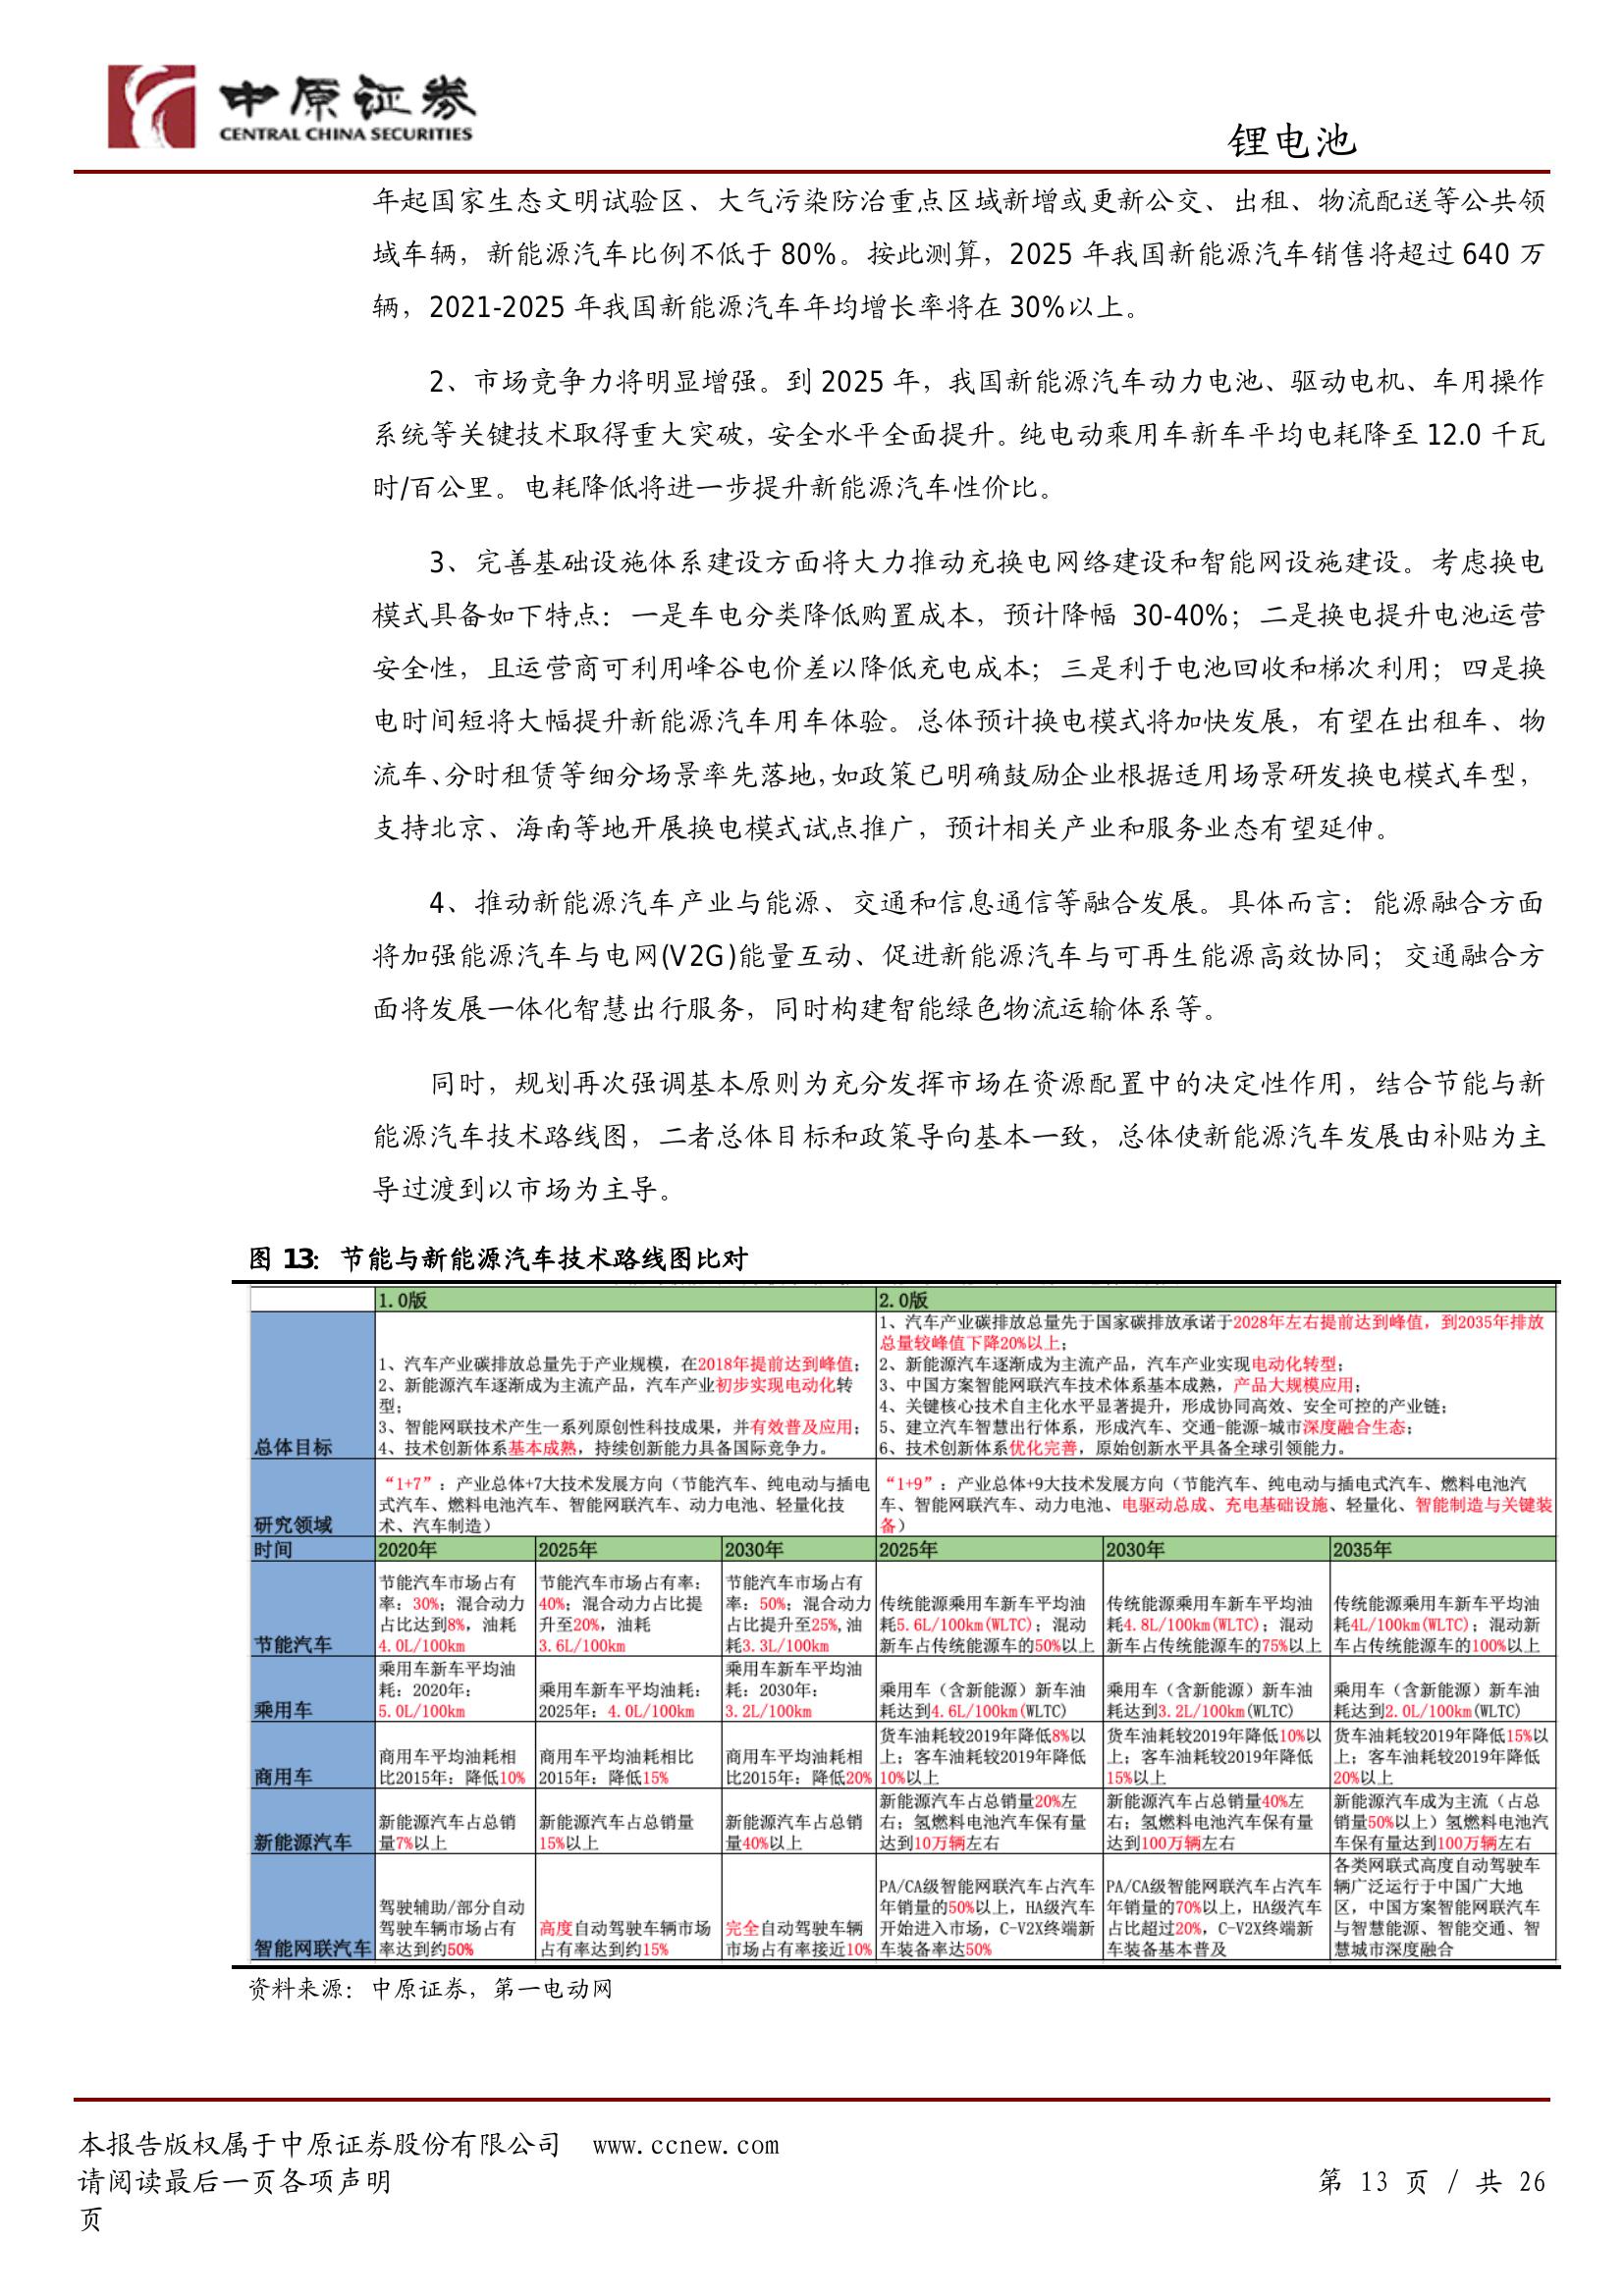 中原证券
CENTRAL CHINA SECURITIES
锂电池
年起国家生态文明试验区、大气污染防治重点区域新增或更新公交、出租、物流配送等公共领
域车辆，新能源汽车比例不低于 80%。按此测算，2025 年我国新能源汽车销售将超过 640 万
辆，2021-2025 年我国新能源汽车年均增长率将在 30%以上。
2、市场竞争力将明显增强。到 2025 年，我国新能源汽车动力电池、驱动电机、车用操作
系统等关键技术取得重大突破，安全水平全面提升。纯电动乘用车新车平均电耗降至 12.0 千瓦
时/百公里。电耗降低将进一步提升新能源汽车性价比。
3、完善基础设施体系建设方面将大力推动充换电网络建设和智能网设施建设。考虑换电
模式具备如下特点：一是车电分类降低购置成本，预计降幅 30-40%；二是换电提升电池运营
安全性，且运营商可利用峰谷电价差以降低充电成本；三是利于电池回收和梯次利用；四是换
电时间短将大幅提升新能源汽车用车体验。总体预计换电模式将加快发展，有望在出租车、物
流车、分时租赁等细分场景率先落地，如政策已明确鼓励企业根据适用场景研发换电模式车型，
支持北京、海南等地开展换电模式试点推广，预计相关产业和服务业态有望延伸。
4、推动新能源汽车产业与能源、交通和信息通信等融合发展。具体而言：能源融合方面
将加强能源汽车与电网(V2G)能量互动、促进新能源汽车与可再生能源高效协同；交通融合方
面将发展一体化智慧出行服务，同时构建智能绿色物流运输体系等。
同时，规划再次强调基本原则为充分发挥市场在资源配置中的决定性作用，结合节能与新
能源汽车技术路线图，二者总体目标和政策导向基本一致，总体使新能源汽车发展由补贴为主
导过渡到以市场为主导。
图 13：节能与新能源汽车技术路线图比对
1.0版
2.0版
总体目标
1、汽车产业碳排放总量先于产业规模，在2018年提前达到峰值；
2、新能源汽车逐渐成为主流产品，汽车产业初步实现电动化转
型；
3、智能网联技术产生一系列原创性科技成果，并有效普及应用；
4、技术创新体系基本成熟，持续创新能力具备国际竞争力。
1、汽车产业碳排放总量先于国家碳排放承诺于2028年左右提前达到峰值，到2035年排放
总量较峰值下降20%以上；
2、新能源汽车逐渐成为主流产品，汽车产业实现电动化转型；
3、中国方案智能网联汽车技术体系基本成熟，产品大规模应用；
4、关键核心技术自主化水平显著提升，形成协同高效、安全可控的产业链；
5、建立汽车智慧出行体系，形成汽车、交通-能源-城市深度融合生态；
6、技术创新体系优化完善，原始创新水平具备全球引领能力。
研究领域
“1+7”：产业总体+7大技术发展方向（节能汽车、纯电动与插电
式汽车、燃料电池汽车、智能网联汽车、动力电池、轻量化技
术、汽车制造）
“1+9”：产业总体+9大技术发展方向（节能汽车、纯电动与插电式汽车、燃料电池汽
车、智能网联汽车、动力电池、电驱动总成、充电基础设施、轻量化、智能制造与关键装
备）
时间
2020年
2025年
2030年
2025年
2030年
2035年
节能汽车
节能汽车市场占有
率：30%；混合动力
占比达到8%，油耗
4.0L/100km
节能汽车市场占有率：
40%；混合动力占比提
升至20%，油耗
3.6L/100km
节能汽车市场占有
率：50%；混合动力
占比提升至25%,油
耗3.3L/100km
传统能源乘用车新车平均油
耗5.6L/100km(WLTC)；混动
新车占传统能源车的50%以上
传统能源乘用车新车平均油
耗4.8L/100km(WLTC)；混动
新车占传统能源车的75%以上
传统能源乘用车新车平均油
耗4L/100km(WLTC)；混动新
车占传统能源车的100%以上
乘用车
乘用车新车平均油
耗：2020年：
5.0L/100km
乘用车新车平均油耗：
2025年：4.0L/100km
乘用车新车平均油
耗：2030年：
3.2L/100km
乘用车（含新能源）新车油
耗达到4.6L/100km(WLTC)
乘用车（含新能源）新车油
耗达到3.2L/100km(WLTC)
乘用车（含新能源）新车油
耗达到2.0L/100km(WLTC)
商用车
商用车平均油耗相
比2015年：降低10%
商用车平均油耗相比
2015年：降低15%
商用车平均油耗相
比2015年：降低20%
货车油耗较2019年降低8%以
上；客车油耗较2019年降低
10%以上
货车油耗较2019年降低10%以
上；客车油耗较2019年降低
15%以上
货车油耗较2019年降低15%以
上；客车油耗较2019年降低
20%以上
新能源汽车
新能源汽车占总销
量7%以上
新能源汽车占总销量
15%以上
新能源汽车占总销
量40%以上
新能源汽车占总销量20%左
右；氢燃料电池汽车保有量
达到10万辆左右
新能源汽车占总销量40%左
右；氢燃料电池汽车保有量
达到100万辆左右
新能源汽车成为主流（占总
销量50%以上）氢燃料电池汽
车保有量达到100万辆左右
智能网联汽车
驾驶辅助/部分自动
驾驶车辆市场占有
率达到约50%
高度自动驾驶车辆市场
占有率达到约15%
完全自动驾驶车辆
市场占有率接近10%
PA/CA级智能网联汽车占汽车
年销量的50%以上，HA级汽车
开始进入市场，C-V2X终端新
车装备率达50%
PA/CA级智能网联汽车占汽车
年销量的70%以上，HA级汽车
占比超过20%，C-V2X终端新
车装备基本普及
各类网联式高度自动驾驶车
辆广泛运行于中国广大地
区，中国方案智能网联汽车
与智慧能源、智能交通、智
慧城市深度融合
资料来源：中原证券，第一电动网
本报告版权属于中原证券股份有限公司 www.ccnew.com
请阅读最后一页各项声明
第 13 页 / 共 26
页